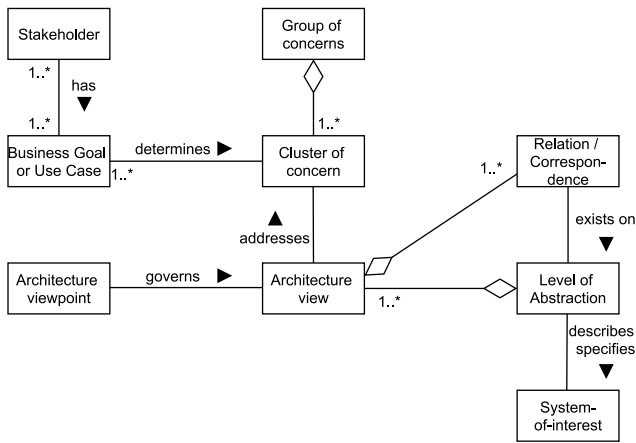 Stakeholder
Group of
concerns
1..*
has
1..*
1..*
Business Goal
or Use Case
1..*
determines
Cluster of
concern
1..*
Relation /
Correspon-
dence
addresses
exists on
Architecture
viewpoint
governs
Architecture
view
1..*
Level of
Abstraction
describes
specifies
System-
of-interest